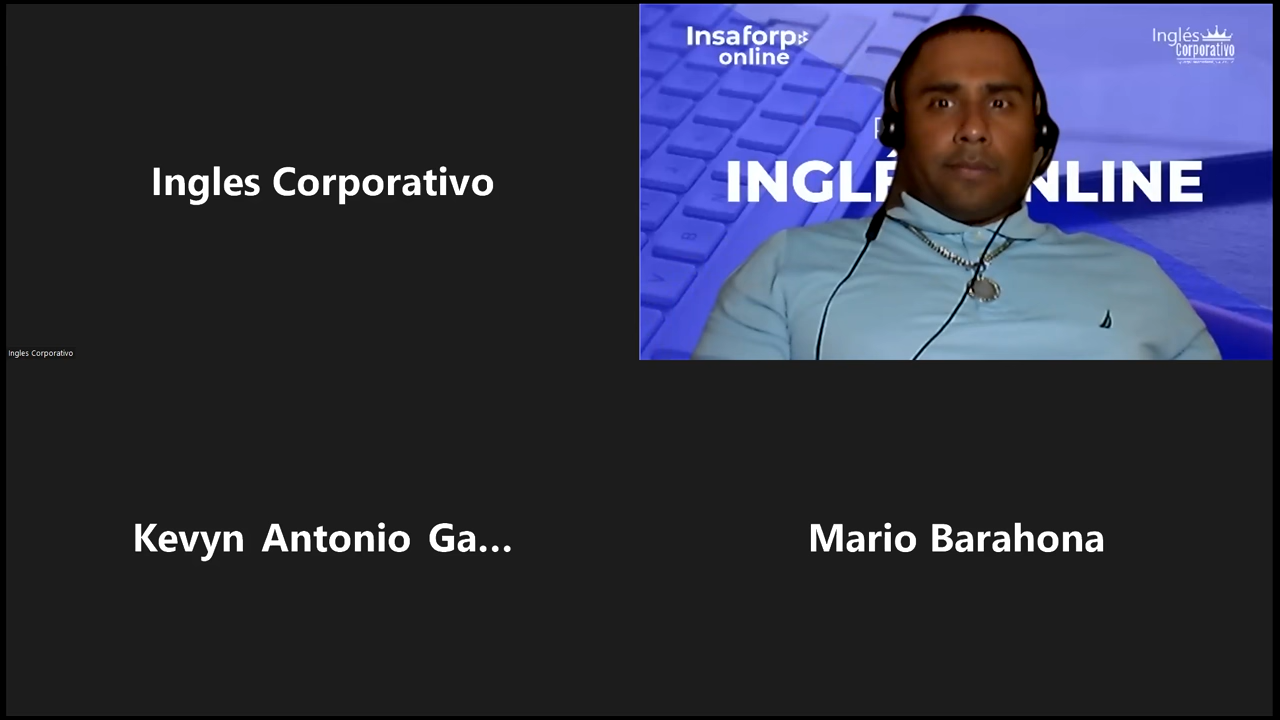 Ingles Corporativo
Ingles Corporativo
Insaforp
online
Inglés
Corporativo
INGLÉ NLINE
Kevyn Antonio Ga...
Mario Barahona